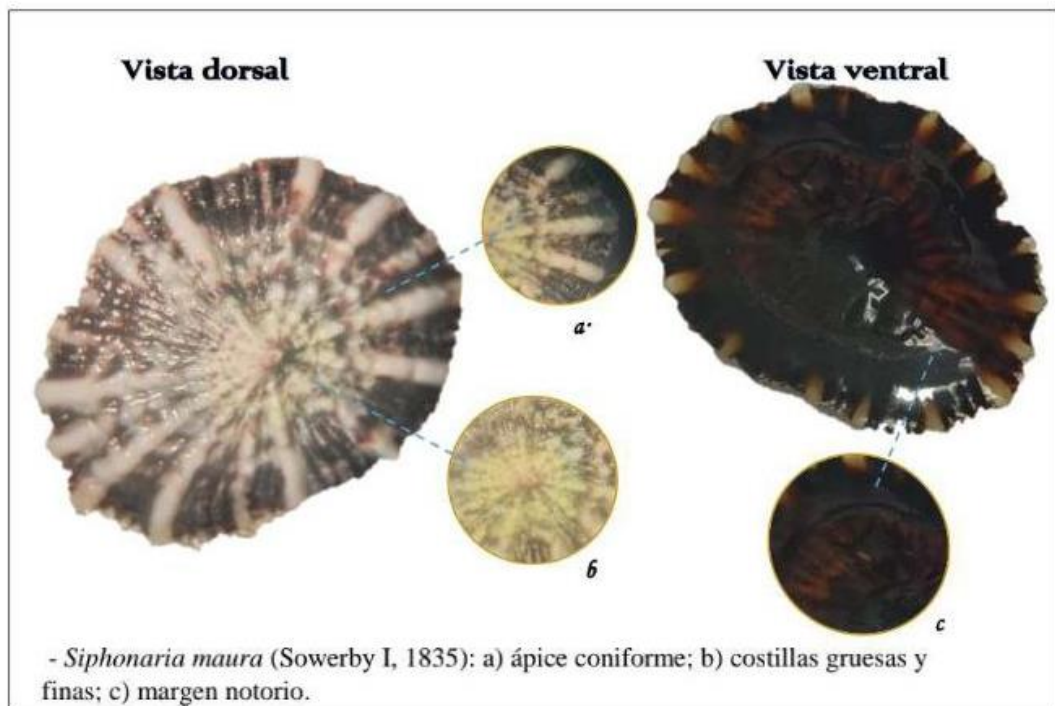 Vista dorsal
Vista ventral
a·
b
c
- Siphonaria maura (Sowerby I, 1835): a) ápice coniforme; b) costillas gruesas y
finas; c) margen notorio.